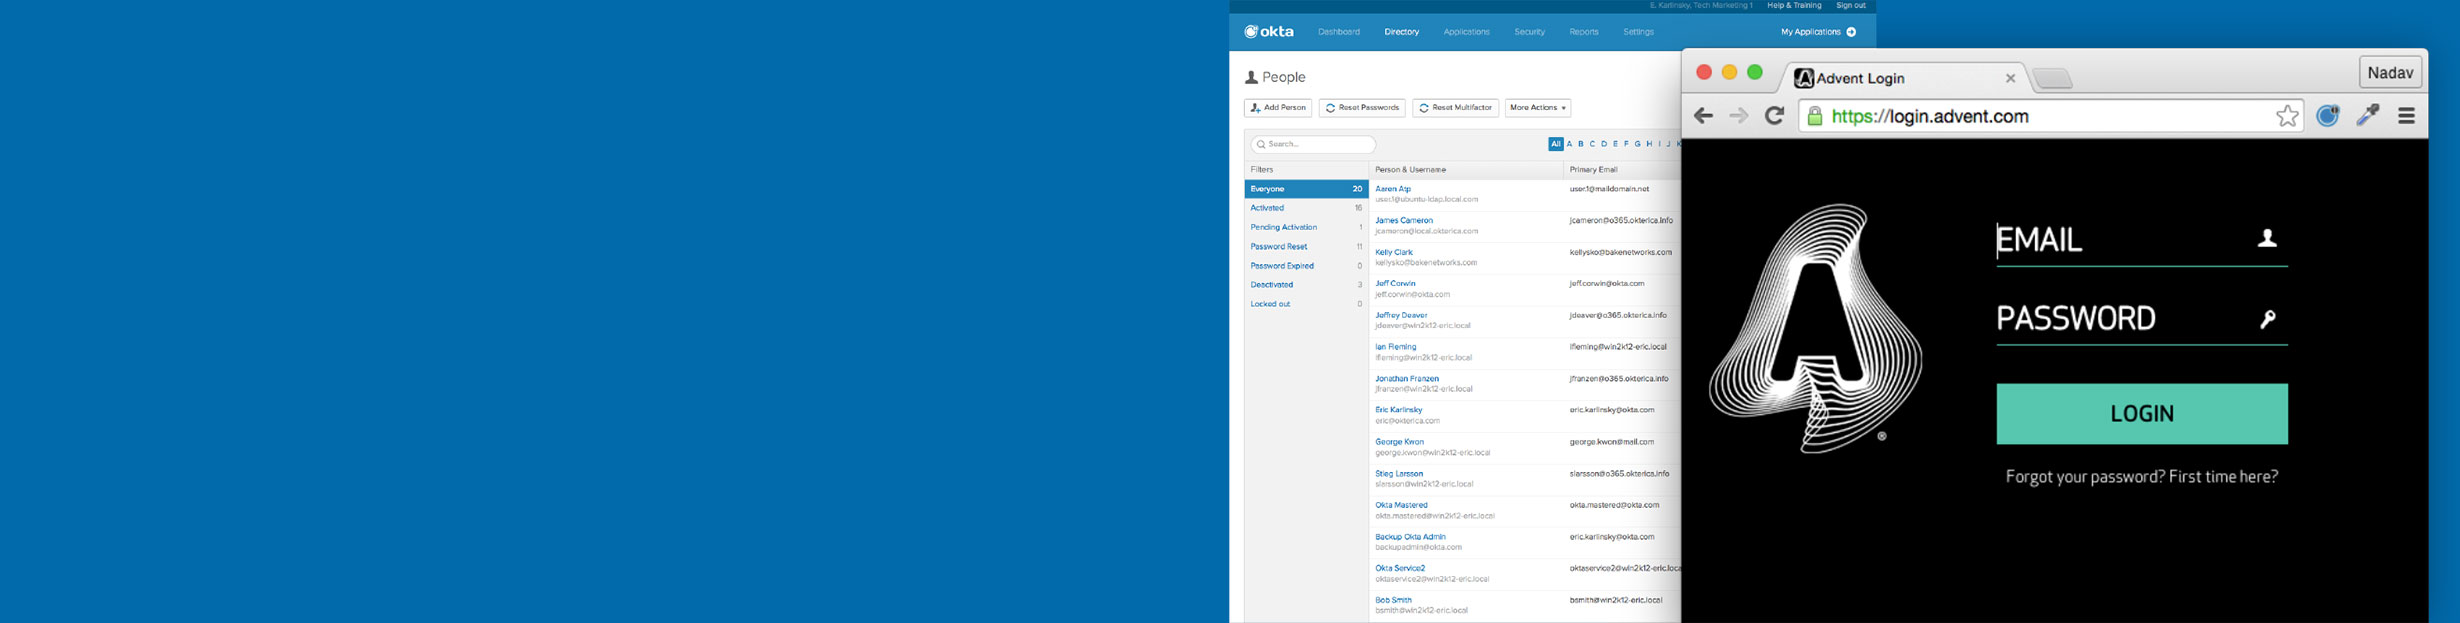 E. Karlinsky, Tech Marketing 1 Help & Training Sign out
okta Dashboard Directory Applications Security Reports Settings My Applications
People
Add Person Reset Passwords Reset Multifactor More Actions
Search... All A B C D E F G H I J K
Filters Person & Username Primary Email
Everyone 20
Activated 16
Pending Activation 1
Password Reset 11
Password Expired 0
Deactivated 3
Locked out 0
Aaren Atp user.1@maildomain.net
user.1@ubuntu-ldap.local.com
James Cameron jcameron@o365.okterica.info
jcameron@local.okterica.com
Kelly Clark kellysko@bakenetworks.com
kellysko@bakenetworks.com
Jeff Corwin jeff.corwin@okta.com
jeff.corwin@okta.com
Jeffrey Deaver jdeaver@o365.okterica.info
jdeaver@win2k12-eric.local
Ian Fleming ifleming@win2k12-eric.local
ifleming@win2k12-eric.local
Jonathan Franzen jfranzen@o365.okterica.info
jfranzen@win2k12-eric.local
Eric Karlinsky eric.karlinsky@okta.com
eric@okterica.com
George Kwon george.kwon@mail.com
george.kwon@win2k12-eric.local
Stieg Larsson slarsson@o365.okterica.info
slarsson@win2k12-eric.local
Okta Mastered okta.mastered@okta.com
okta.mastered@win2k12-eric.local
Backup Okta Admin eric.karlinsky@okta.com
backupadmin@okta.com
Okta Service2 oktaservice2@win2k12-eric.loca
oktaservice2@win2k12-eric.local
Bob Smith bsmith@win2k12-eric.local
bsmith@win2k12-eric.local
Advent Login Nadav
https://login.advent.com
EMAIL
PASSWORD
LOGIN
Forgot your password? First time here?
A
®